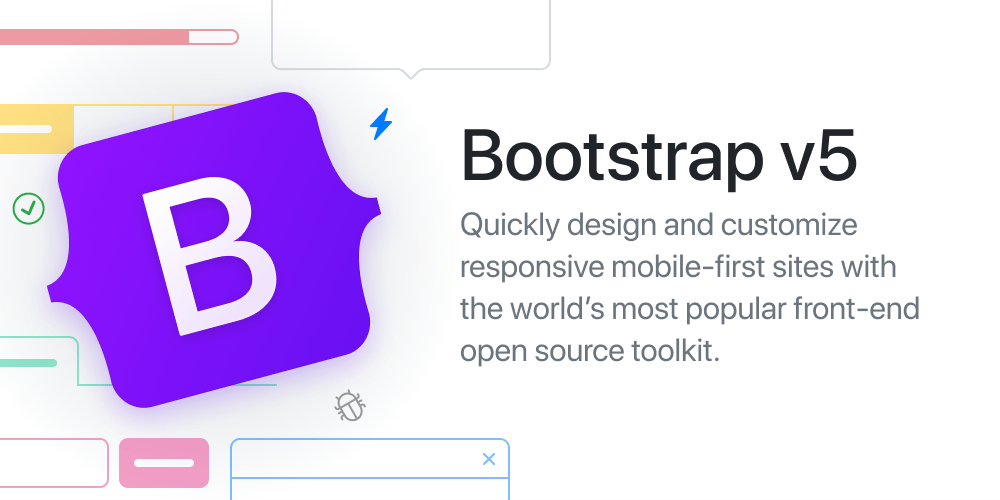 B
Bootstrap v5
Quickly design and customize
responsive mobile-first sites with
the world’s most popular front-end
open source toolkit.